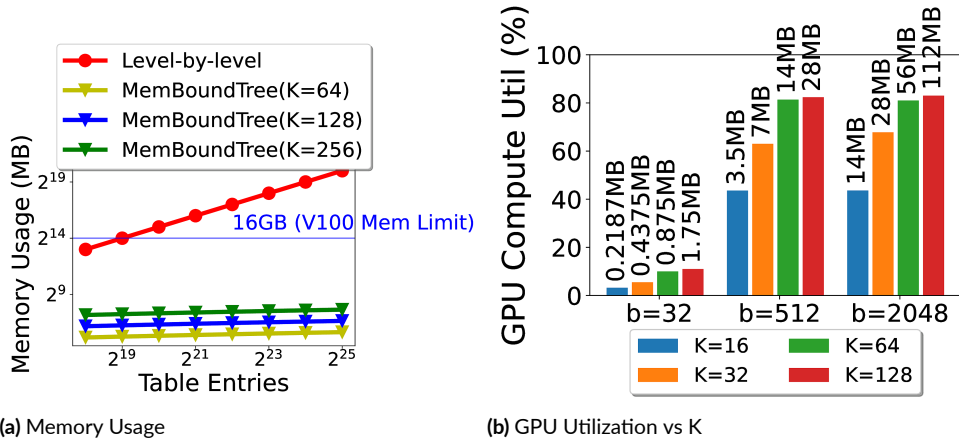 Level-by-level
MemBoundTree(K=64)
MemBoundTree(K=128)
MemBoundTree(K=256)
Memory Usage (MB)
2^19
2^14
2^9
16GB (V100 Mem Limit)
2^19 2^21 2^23 2^25
Table Entries
(a) Memory Usage
GPU Compute Util (%)
100
80
60
40
20
0
0.2187MB
0.4375MB
0.875MB
1.75MB
3.5MB
7MB
14MB
28MB
14MB
28MB
56MB
112MB
b=32 b=512 b=2048
K=16 K=64
K=32 K=128
(b) GPU Utilization vs K